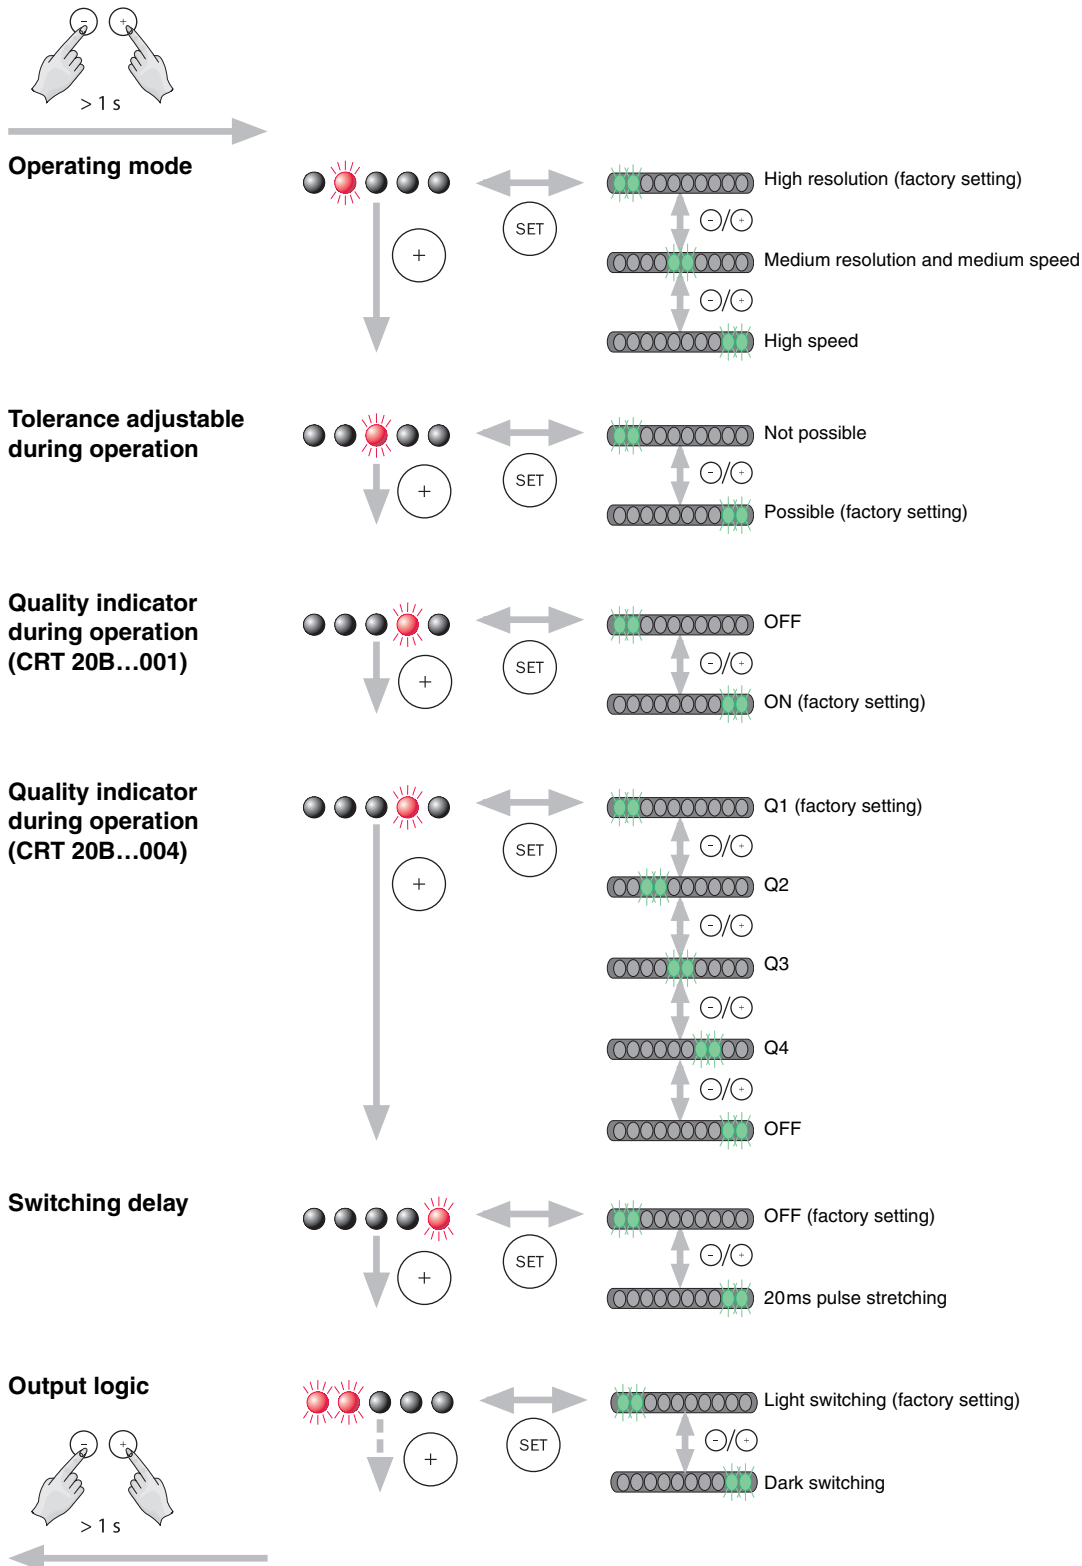 − +
> 1 s
Operating mode
High resolution (factory setting)
SET
−/+
+
Medium resolution and medium speed
−/+
High speed
Tolerance adjustable
during operation
Not possible
+
SET
−/+
Possible (factory setting)
Quality indicator
during operation
(CRT 20B...001)
OFF
+
SET
−/+
ON (factory setting)
Quality indicator
during operation
(CRT 20B...004)
Q1 (factory setting)
SET
−/+
+
Q2
−/+
Q3
−/+
Q4
−/+
OFF
Switching delay
OFF (factory setting)
+
SET
−/+
20ms pulse stretching
Output logic
Light switching (factory setting)
+
SET
−/+
Dark switching
− +
> 1 s